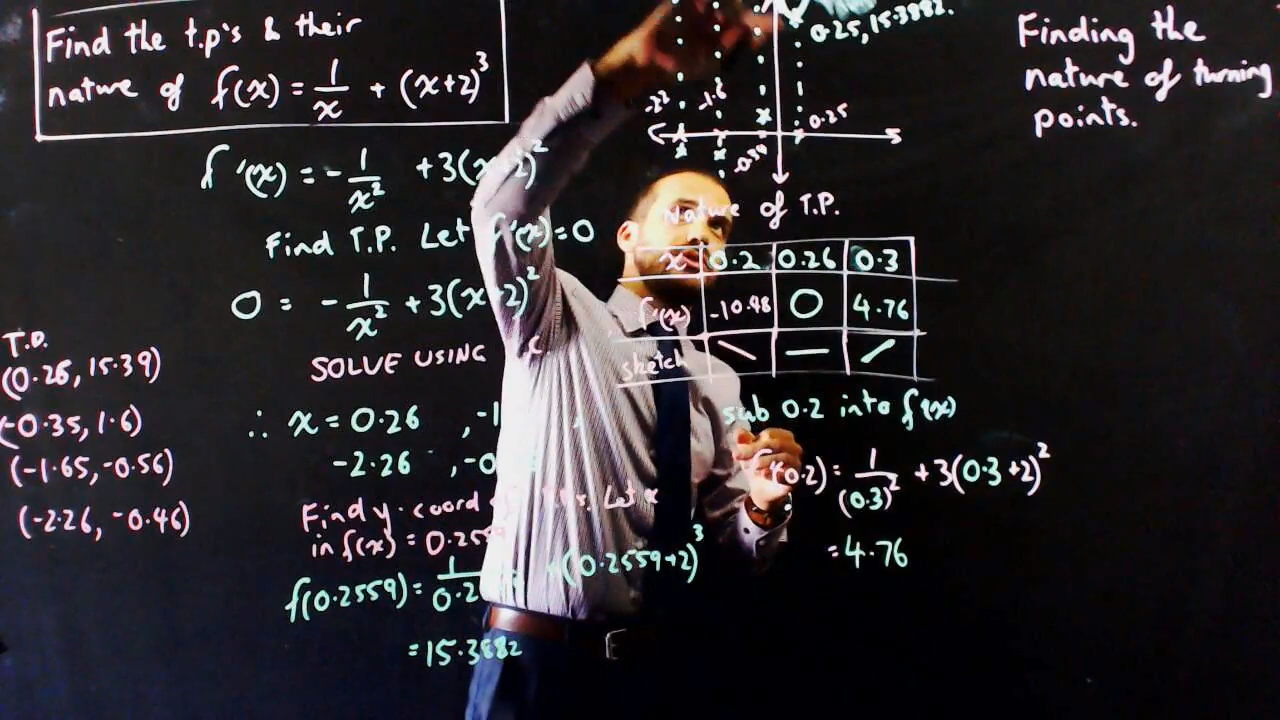 Find the t.p's & their
nature of f(x) = 1/x + (x+2)³
f'(x) = -1/x² + 3(x+2)²
Find T.P. Let f'(x) = 0
0 = -1/x² + 3(x+2)²
SOLVE USING
∴ x = 0.26 , -1
-2.26 , -0
Find y-coord
Let x
in f(x) = 0.2559
f(0.2559) = 1/0.2 + (0.2559+2)³
= 15.3882
T.P.
(0.26, 15.39)
(-0.35, 1.6)
(-1.65, -0.56)
(-2.26, -0.46)
0.25, 15.3882.
0.25
Nature of T.P.
x 0.2 0.26 0.3
f'(x) -10.48 0 4.76
sketch \ — /
sub 0.2 into f'(x)
f'(0.2) = 1/(0.3)² + 3(0.3+2)²
= 4.76
Finding the
nature of turning
points.